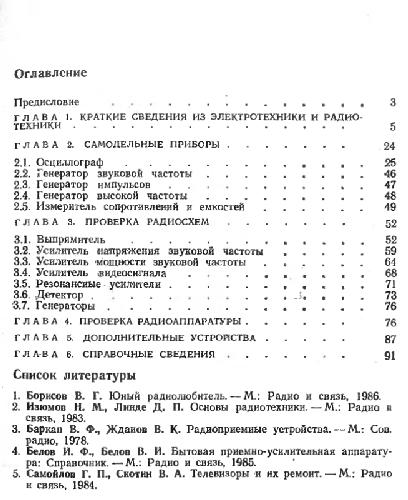 Оглавление
Предисловие . . . . . . . . . . . . . 3
ГЛАВА 1. КРАТКИЕ СВЕДЕНИЯ ИЗ ЭЛЕКТРОТЕХНИКИ И РАДИО-
ТЕХНИКИ . . . . . . . . . . . . . 5
ГЛАВА 2. САМОДЕЛЬНЫЕ ПРИБОРЫ . . . . . . . 24
2.1. Осциллограф . . . . . . . . . . . 25
2.2. Генератор звуковой частоты . . . . . . . . 46
2.3. Генератор импульсов . . . . . . . . . 47
2.4. Генератор высокой частоты . . . . . . . . 48
2.5. Измеритель сопротивлений и емкостей . . . . . . 49
ГЛАВА 3. ПРОВЕРКА РАДИОСХЕМ . . . . . . . 52
3.1. Выпрямитель . . . . . . . . . . . 52
3.2. Усилитель напряжения звуковой частоты . . . . . 59
3.3. Усилитель мощности звуковой частоты . . . . . . 64
3.4. Усилитель видеосигнала . . . . . . . . 68
3.5. Резонансные усилители . . . . . . . . 71
3.6. Детектор . . . . . . . . . . . . 73
3.7. Генераторы . . . . . . . . . . . 76
ГЛАВА 4. ПРОВЕРКА РАДИОАППАРАТУРЫ . . . . . 76
ГЛАВА 5. ДОПОЛНИТЕЛЬНЫЕ УСТРОЙСТВА . . . . . 87
ГЛАВА 6. СПРАВОЧНЫЕ СВЕДЕНИЯ . . . . . . . 91
Список литературы
1. Борисов В. Г. Юный радиолюбитель. — М.: Радио и связь, 1986.
2. Изюмов Н. М., Линде Д. П. Основы радиотехники. — М.: Радио и
связь, 1983.
3. Баркан В. Ф., Жданов В. К. Радиоприемные устройства. — М.: Сов.
радио, 1978.
4. Белов И. Ф., Белов В. И. Бытовая приемно-усилительная аппарату-
ра: Справочник. — М.: Радио и связь, 1985.
5. Самойлов Г. П., Скотин В. А. Телевизоры и их ремонт. — М.: Радио
и связь, 1984.